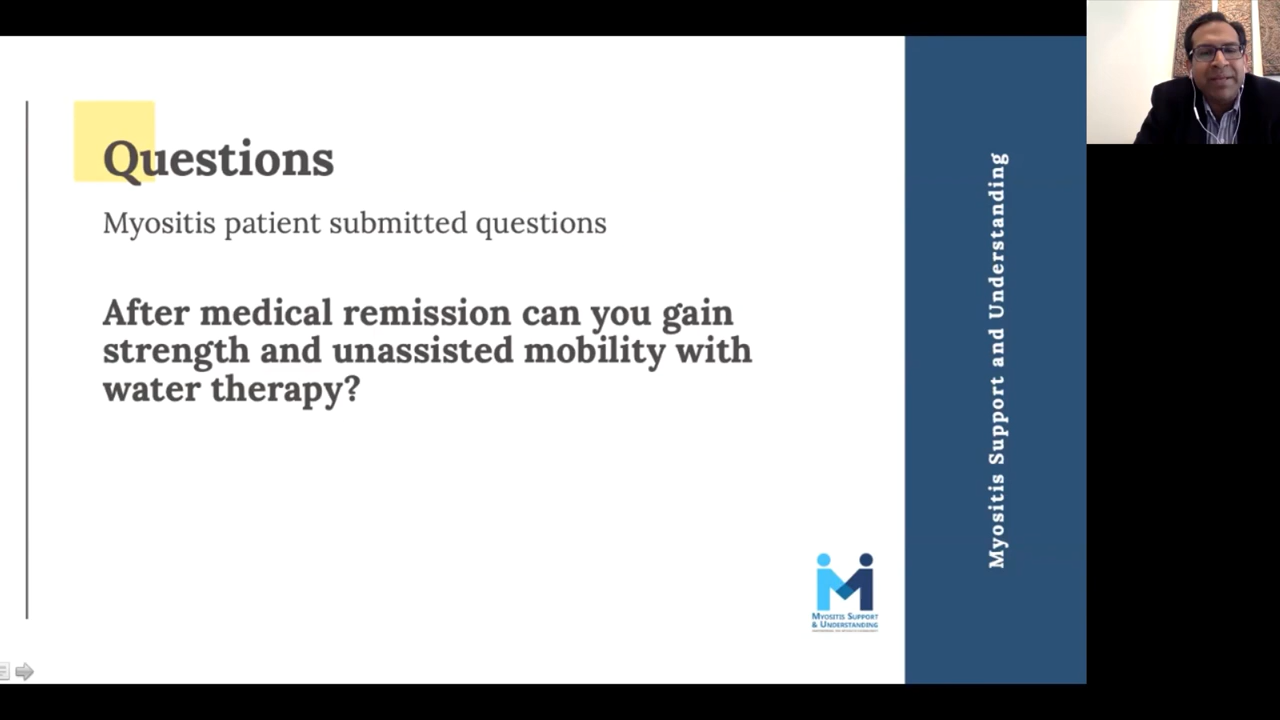 Questions
Myositis patient submitted questions
After medical remission can you gain
strength and unassisted mobility with
water therapy?
Myositis Support and Understanding
Myositis Support
& Understanding